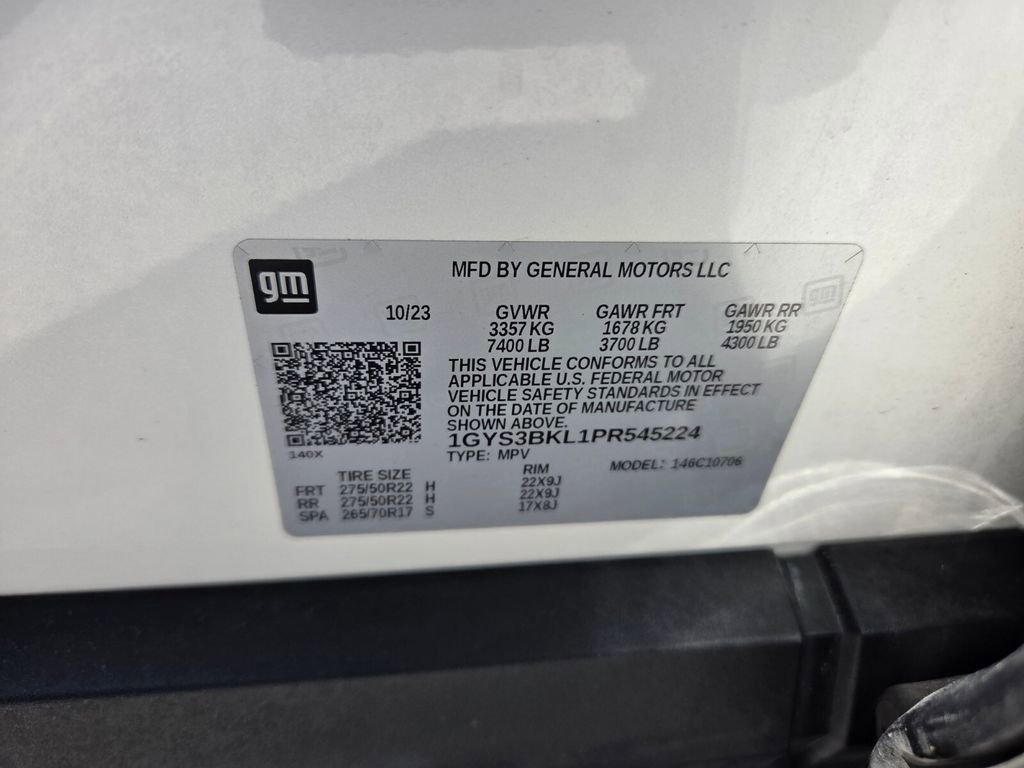 gm
MFD BY GENERAL MOTORS LLC
10/23 GVWR GAWR FRT GAWR RR
3357 KG 1678 KG 1950 KG
7400 LB 3700 LB 4300 LB
THIS VEHICLE CONFORMS TO ALL
APPLICABLE U.S. FEDERAL MOTOR
VEHICLE SAFETY STANDARDS IN EFFECT
ON THE DATE OF MANUFACTURE
SHOWN ABOVE.
1GYS3BKL1PR545224
140X
TYPE: MPV MODEL: 146C10706
TIRE SIZE RIM
FRT 275/50R22 H 22X9J
RR 275/50R22 H 22X9J
SPA 265/70R17 S 17X8J